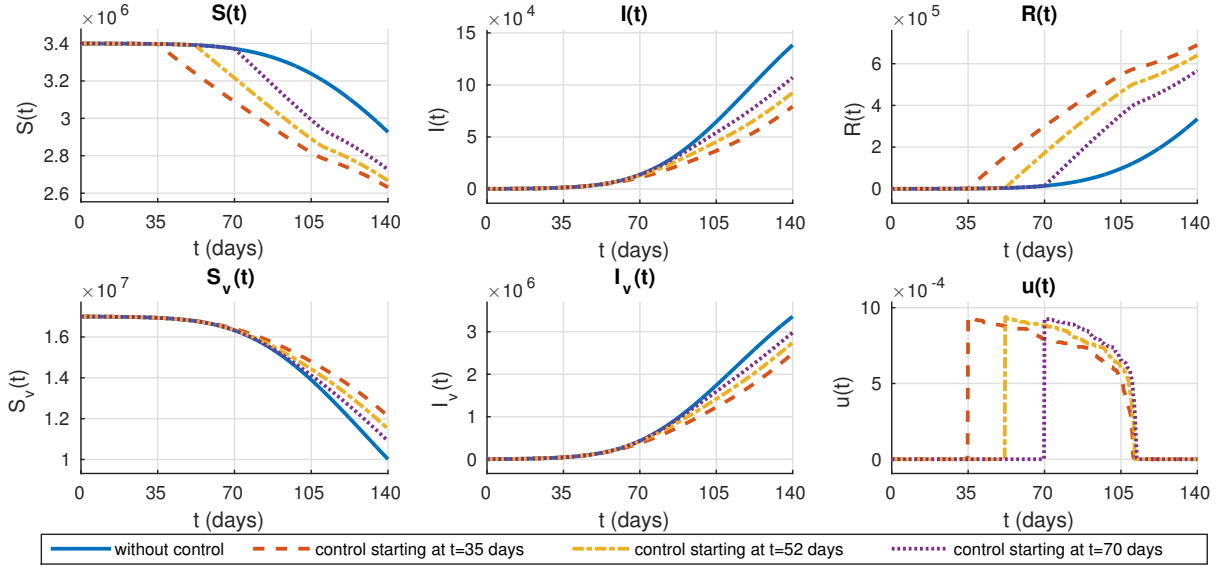 S(t)
×10^6
S(t)
3.4
3.2
3
2.8
2.6
0 35 70 105 140
t (days)
I(t)
×10^4
I(t)
15
10
5
0
0 35 70 105 140
t (days)
R(t)
×10^5
R(t)
6
4
2
0
0 35 70 105 140
t (days)
S_v(t)
×10^7
S_v(t)
1.6
1.4
1.2
1
0 35 70 105 140
t (days)
I_v(t)
×10^6
I_v(t)
3
2
1
0
0 35 70 105 140
t (days)
u(t)
×10^-4
u(t)
10
5
0
0 35 70 105 140
t (days)
without control
control starting at t=35 days
control starting at t=52 days
control starting at t=70 days